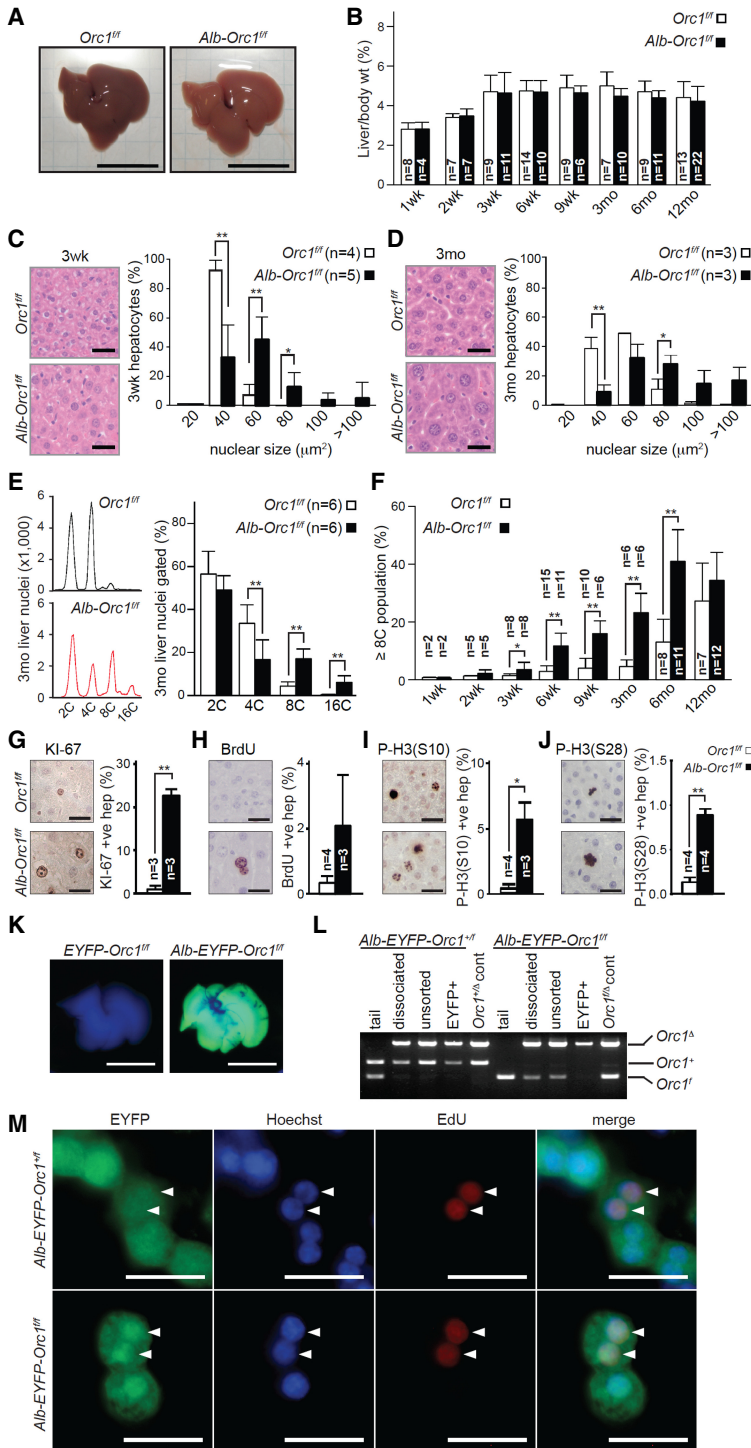 A
Orc1f/f
Alb-Orc1f/f
B
Orc1f/f
Alb-Orc1f/f
Liver/body wt (%)
8
4
0
n=8
n=4
n=7
n=7
n=9
n=11
n=14
n=10
n=9
n=6
n=7
n=10
n=9
n=11
n=13
n=22
1wk
2wk
3wk
6wk
9wk
3mo
6mo
12mo
C
3wk
Orc1f/f
Alb-Orc1f/f
Orc1f/f (n=4)
Alb-Orc1f/f (n=5)
3wk hepatocytes (%)
100
80
60
40
20
0
**
**
*
20
40
60
80
100
>100
nuclear size (μm²)
D
3mo
Orc1f/f
Alb-Orc1f/f
Orc1f/f (n=3)
Alb-Orc1f/f (n=3)
3mo hepatocytes (%)
100
80
60
40
20
0
**
*
20
40
60
80
100
>100
nuclear size (μm²)
E
3mo liver nuclei (x1,000)
6
4
2
0
Orc1f/f
6
4
2
0
Alb-Orc1f/f
2C
4C
8C
16C
Orc1f/f (n=6)
Alb-Orc1f/f (n=6)
3mo liver nuclei gated (%)
80
60
40
20
0
**
**
**
2C
4C
8C
16C
F
Orc1f/f
Alb-Orc1f/f
≥ 8C population (%)
60
40
20
0
n=2
n=2
n=5
n=5
n=8
n=8
*
n=15
n=11
**
n=10
n=6
**
n=6
n=6
**
**
n=8
n=11
n=7
n=12
1wk
2wk
3wk
6wk
9wk
3mo
6mo
12mo
G
KI-67
Orc1f/f
Alb-Orc1f/f
KI-67 +ve hep (%)
30
20
10
0
**
n=3
n=3
H
BrdU
BrdU +ve hep (%)
4
3
2
1
0
n=4
n=3
I
P-H3(S10)
P-H3(S10) +ve hep (%)
10
5
0
*
n=4
n=3
J
P-H3(S28)
P-H3(S28) +ve hep (%)
1.5
1.0
0.5
0.0
**
n=4
n=4
Orc1f/f
Alb-Orc1f/f
K
EYFP-Orc1f/f
Alb-EYFP-Orc1f/f
L
Alb-EYFP-Orc1+/f
Alb-EYFP-Orc1f/f
tail
dissociated
unsorted
EYFP+
Orc1+/Δ cont
tail
dissociated
unsorted
EYFP+
Orc1f/Δ cont
Orc1Δ
Orc1+
Orc1f
M
EYFP
Hoechst
EdU
merge
Alb-EYFP-Orc1+/f
Alb-EYFP-Orc1f/f